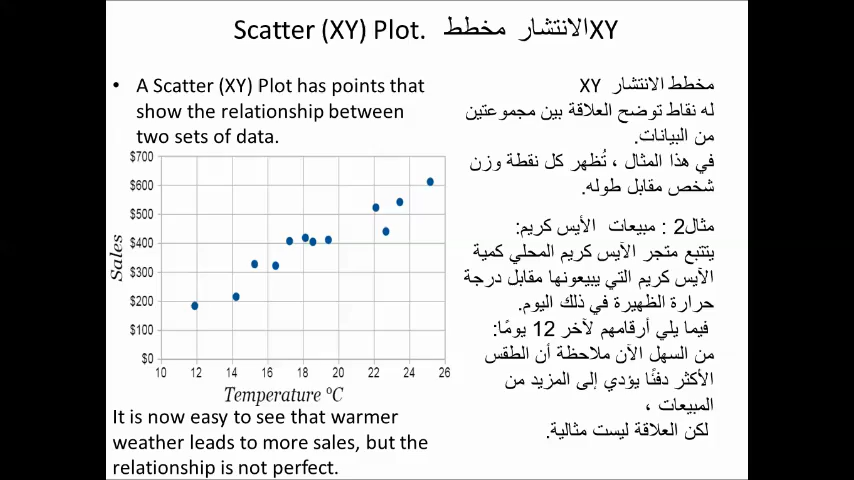 Scatter (XY) Plot. مخطط الانتشارXY
• A Scatter (XY) Plot has points that
show the relationship between
two sets of data.
$700
$600
$500
$400
$300
$200
$100
$0
Sales
10 12 14 16 18 20 22 24 26
Temperature ºC
It is now easy to see that warmer
weather leads to more sales, but the
relationship is not perfect.
مخطط الانتشار XY
له نقاط توضح العلاقة بين مجموعتين
من البيانات.
في هذا المثال ، تُظهر كل نقطة وزن
شخص مقابل طوله.
مثال2 : مبيعات الأيس كريم:
يتتبع متجر الآيس كريم المحلي كمية
الآيس كريم التي يبيعونها مقابل درجة
حرارة الظهيرة في ذلك اليوم.
فيما يلي أرقامهم لآخر 12 يومًا:
من السهل الآن ملاحظة أن الطقس
الأكثر دفئًا يؤدي إلى المزيد من
المبيعات ،
لكن العلاقة ليست مثالية.